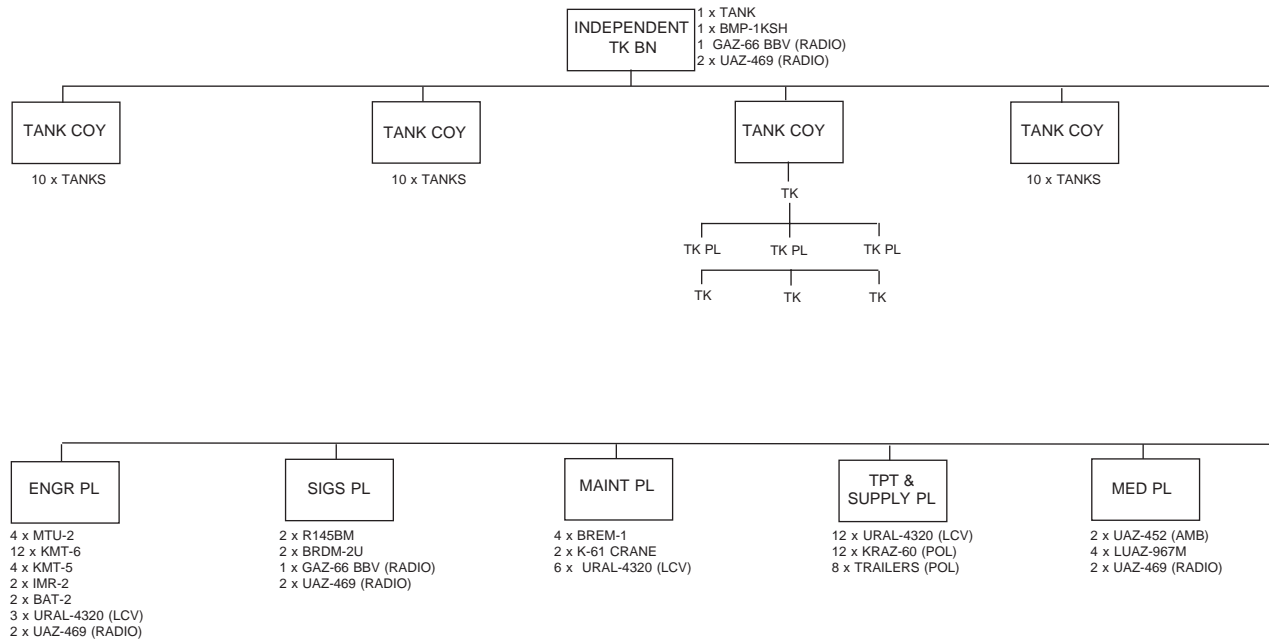 INDEPENDENT
TK BN
1 x TANK
1 x BMP-1KSH
1 GAZ-66 BBV (RADIO)
2 x UAZ-469 (RADIO)
TANK COY
10 x TANKS
TANK COY
10 x TANKS
TANK COY
TK
TK PL
TK PL
TK PL
TK
TK
TK
TANK COY
10 x TANKS
ENGR PL
4 x MTU-2
12 x KMT-6
4 x KMT-5
2 x IMR-2
2 x BAT-2
3 x URAL-4320 (LCV)
2 x UAZ-469 (RADIO)
SIGS PL
2 x R145BM
2 x BRDM-2U
1 x GAZ-66 BBV (RADIO)
2 x UAZ-469 (RADIO)
MAINT PL
4 x BREM-1
2 x K-61 CRANE
6 x URAL-4320 (LCV)
TPT &
SUPPLY PL
12 x URAL-4320 (LCV)
12 x KRAZ-60 (POL)
8 x TRAILERS (POL)
MED PL
2 x UAZ-452 (AMB)
4 x LUAZ-967M
2 x UAZ-469 (RADIO)